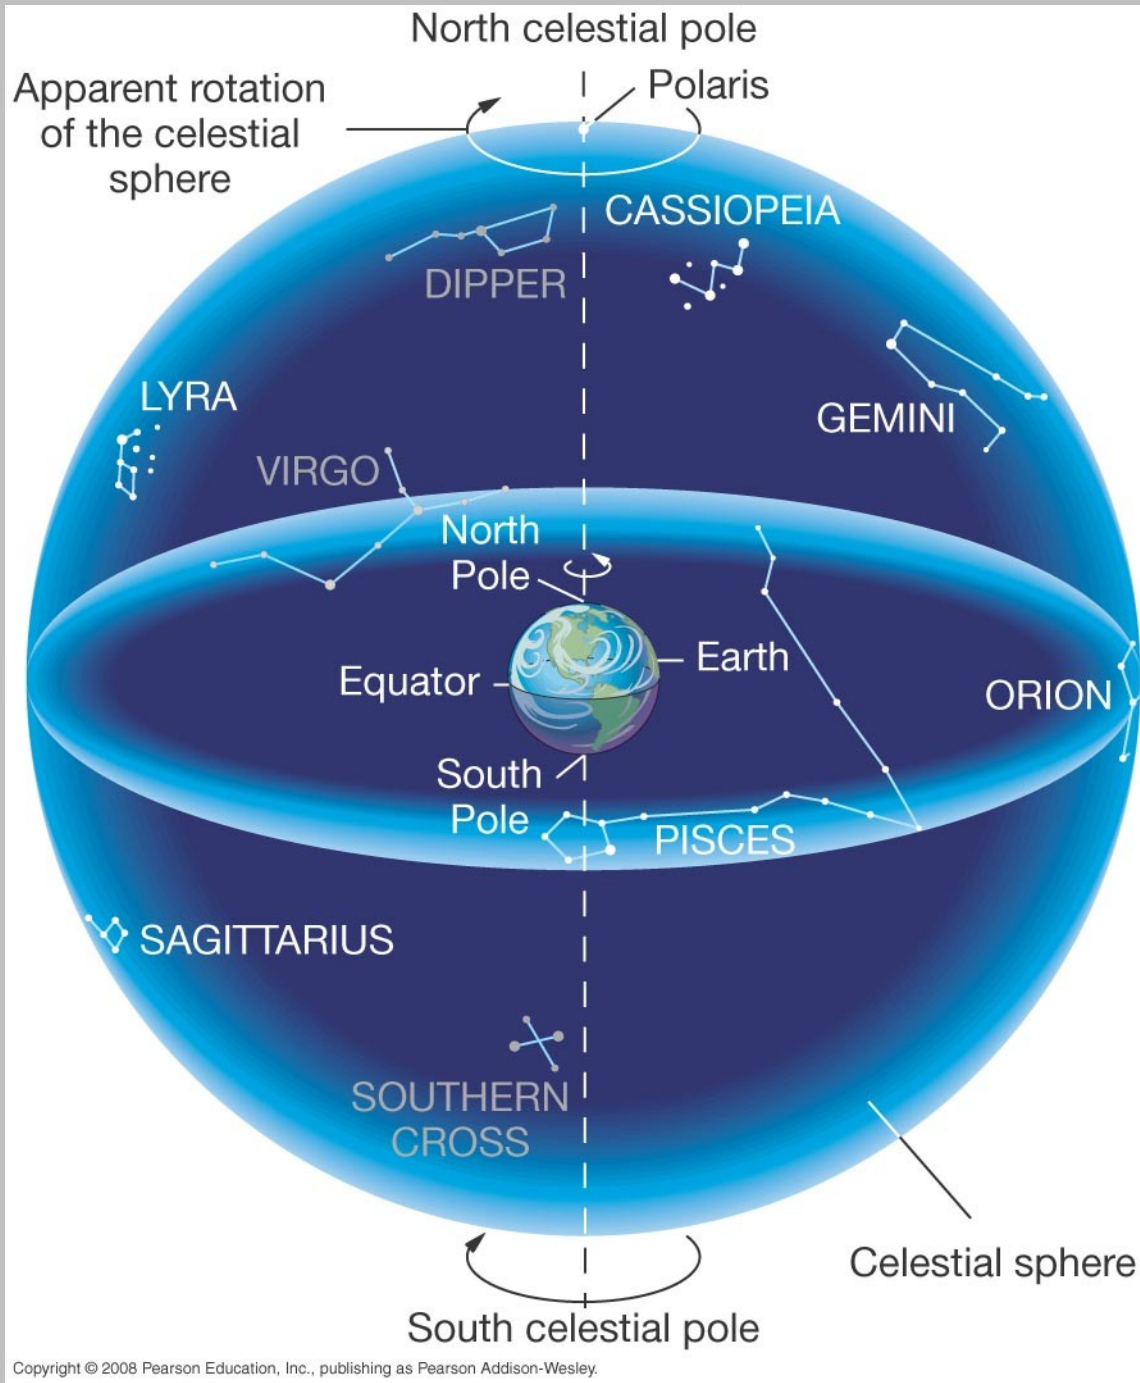 North celestial pole
Apparent rotation
of the celestial
sphere
Polaris
CASSIOPEIA
DIPPER
LYRA
GEMINI
VIRGO
North
Pole
Equator
Earth
ORION
South
Pole
PISCES
SAGITTARIUS
SOUTHERN
CROSS
Celestial sphere
South celestial pole
Copyright © 2008 Pearson Education, Inc., publishing as Pearson Addison-Wesley.